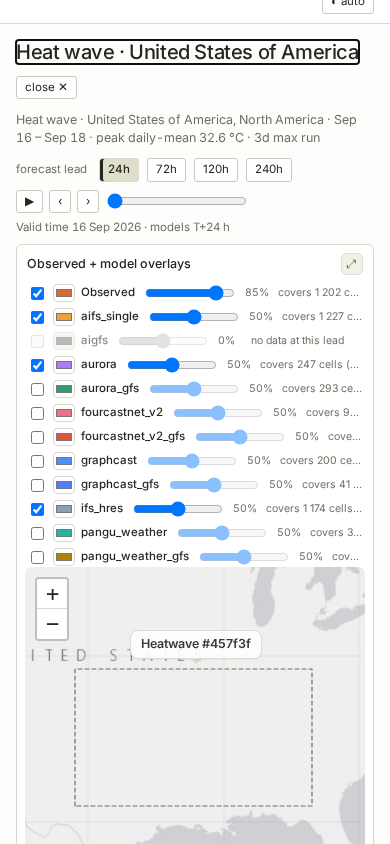 auto
Heat wave · United States of America
close ✕
Heat wave · United States of America, North America · Sep
16 – Sep 18 · peak daily-mean 32.6 °C · 3d max run
forecast lead 24h 72h 120h 240h
▶ ‹ ›
Valid time 16 Sep 2026 · models T+24 h
Observed + model overlays ⤢
Observed 85% covers 1 202 c…
aifs_single 50% covers 1 227 c…
aigfs 0% no data at this lead
aurora 50% covers 247 cells (…
aurora_gfs 50% covers 293 ce…
fourcastnet_v2 50% covers 9…
fourcastnet_v2_gfs 50% cove…
graphcast 50% covers 200 ce…
graphcast_gfs 50% covers 41 …
ifs_hres 50% covers 1 174 cells…
pangu_weather 50% covers 3…
pangu_weather_gfs 50% cov…
+
−
Heatwave #457f3f
ITED STATES